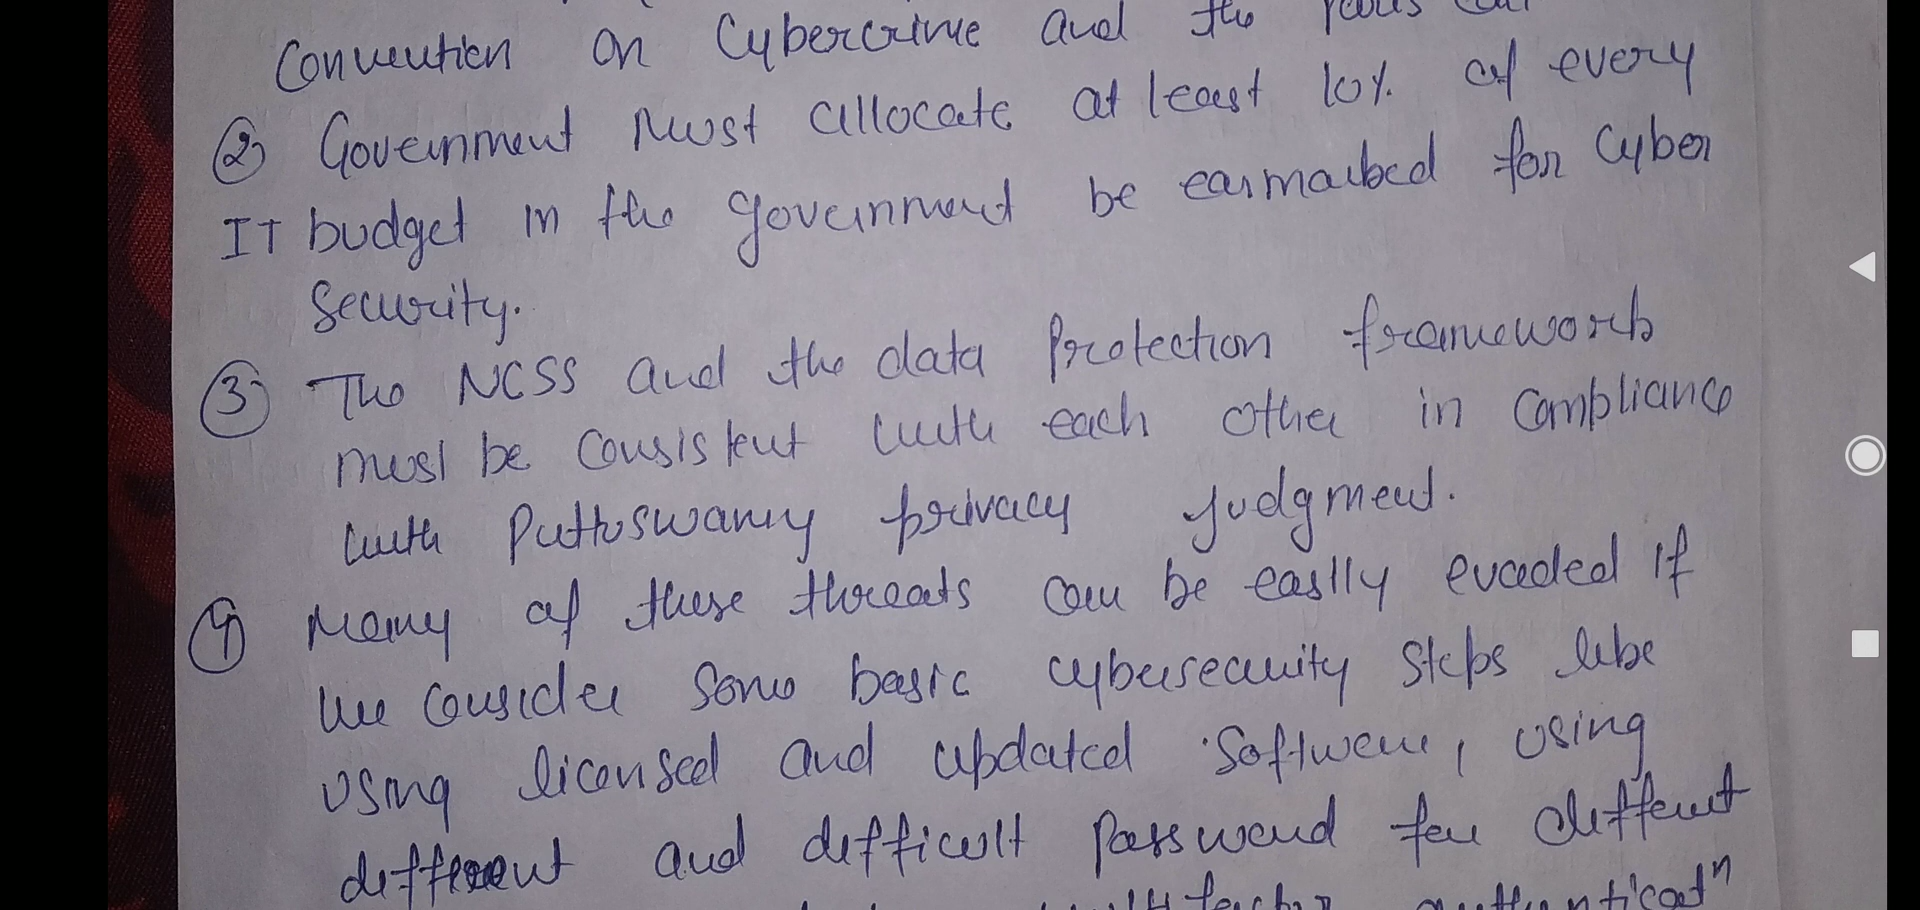 Convention on Cybercrime and the
② Government must allocate at least 10% of every
IT budget in the government be earmarked for Cyber
Security.
③ The NCSS and the data Protection framework
must be consistent with each other in Compliance
with Puttuswamy privacy judgment.
④ Many of these threats can be easily evaded if
we consider some basic cybersecurity Steps like
using licensed and updated Software, using
different and difficult Password for different
authenticatⁿ